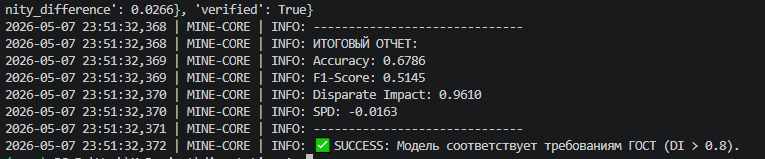 nity_difference': 0.0266}, 'verified': True}
2026-05-07 23:51:32,368 | MINE-CORE | INFO: ------------------------------
2026-05-07 23:51:32,368 | MINE-CORE | INFO: ИТОГОВЫЙ ОТЧЕТ:
2026-05-07 23:51:32,369 | MINE-CORE | INFO: Accuracy: 0.6786
2026-05-07 23:51:32,369 | MINE-CORE | INFO: F1-Score: 0.5145
2026-05-07 23:51:32,370 | MINE-CORE | INFO: Disparate Impact: 0.9610
2026-05-07 23:51:32,370 | MINE-CORE | INFO: SPD: -0.0163
2026-05-07 23:51:32,371 | MINE-CORE | INFO: ------------------------------
2026-05-07 23:51:32,372 | MINE-CORE | INFO: ✅ SUCCESS: Модель соответствует требованиям ГОСТ (DI > 0.8).